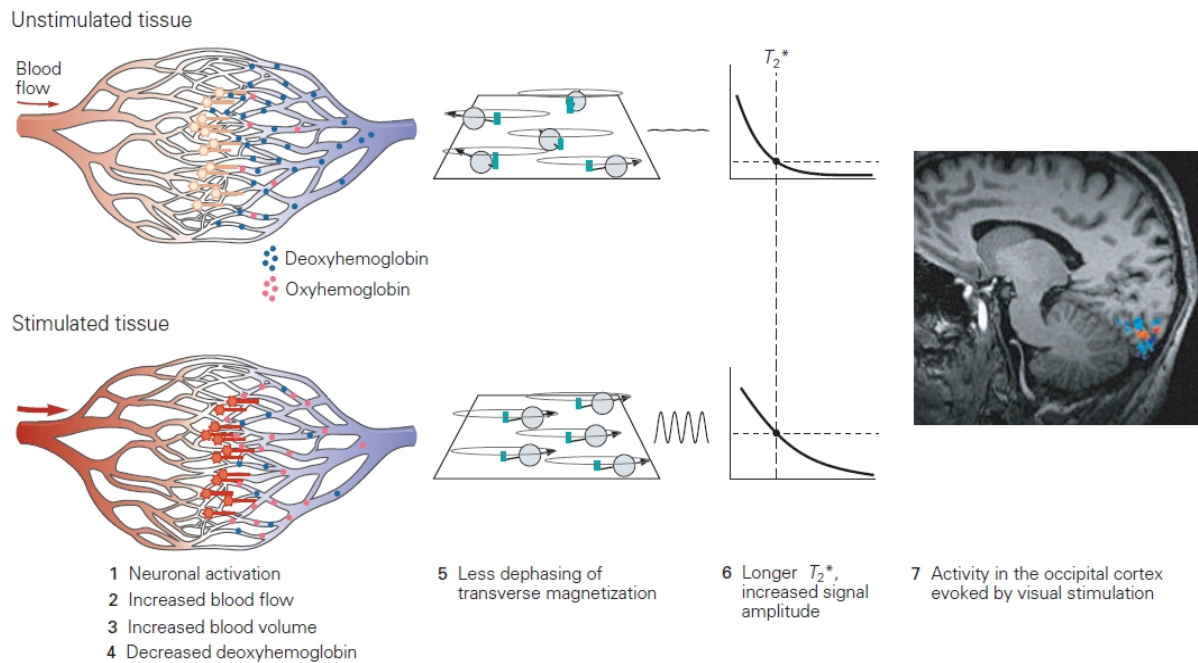 Unstimulated tissue
Blood
flow
T2*
Deoxyhemoglobin
Oxyhemoglobin
Stimulated tissue
1 Neuronal activation
2 Increased blood flow
3 Increased blood volume
4 Decreased deoxyhemoglobin
5 Less dephasing of
transverse magnetization
6 Longer T2*,
increased signal
amplitude
7 Activity in the occipital cortex
evoked by visual stimulation